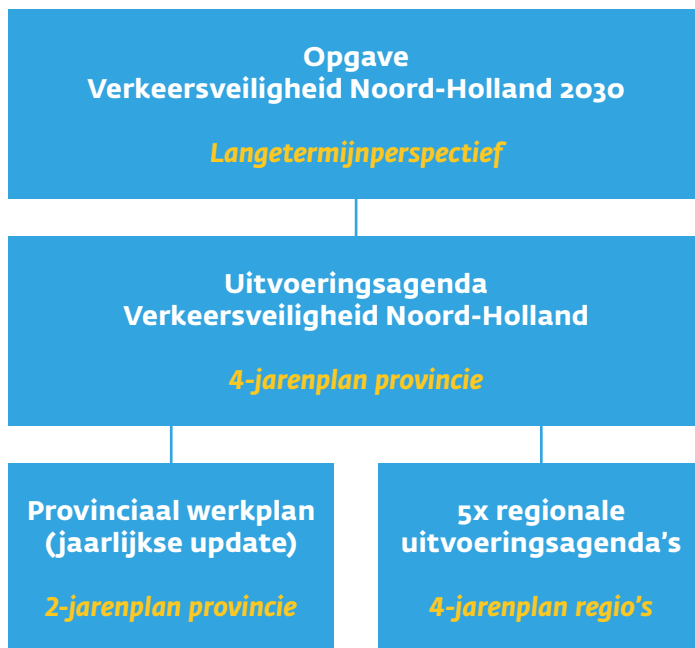 Opgave
Verkeersveiligheid Noord-Holland 2030
Langetermijnperspectief
Uitvoeringsagenda
Verkeersveiligheid Noord-Holland
4-jarenplan provincie
Provinciaal werkplan
(jaarlijkse update)
2-jarenplan provincie
5x regionale
uitvoeringsagenda’s
4-jarenplan regio’s